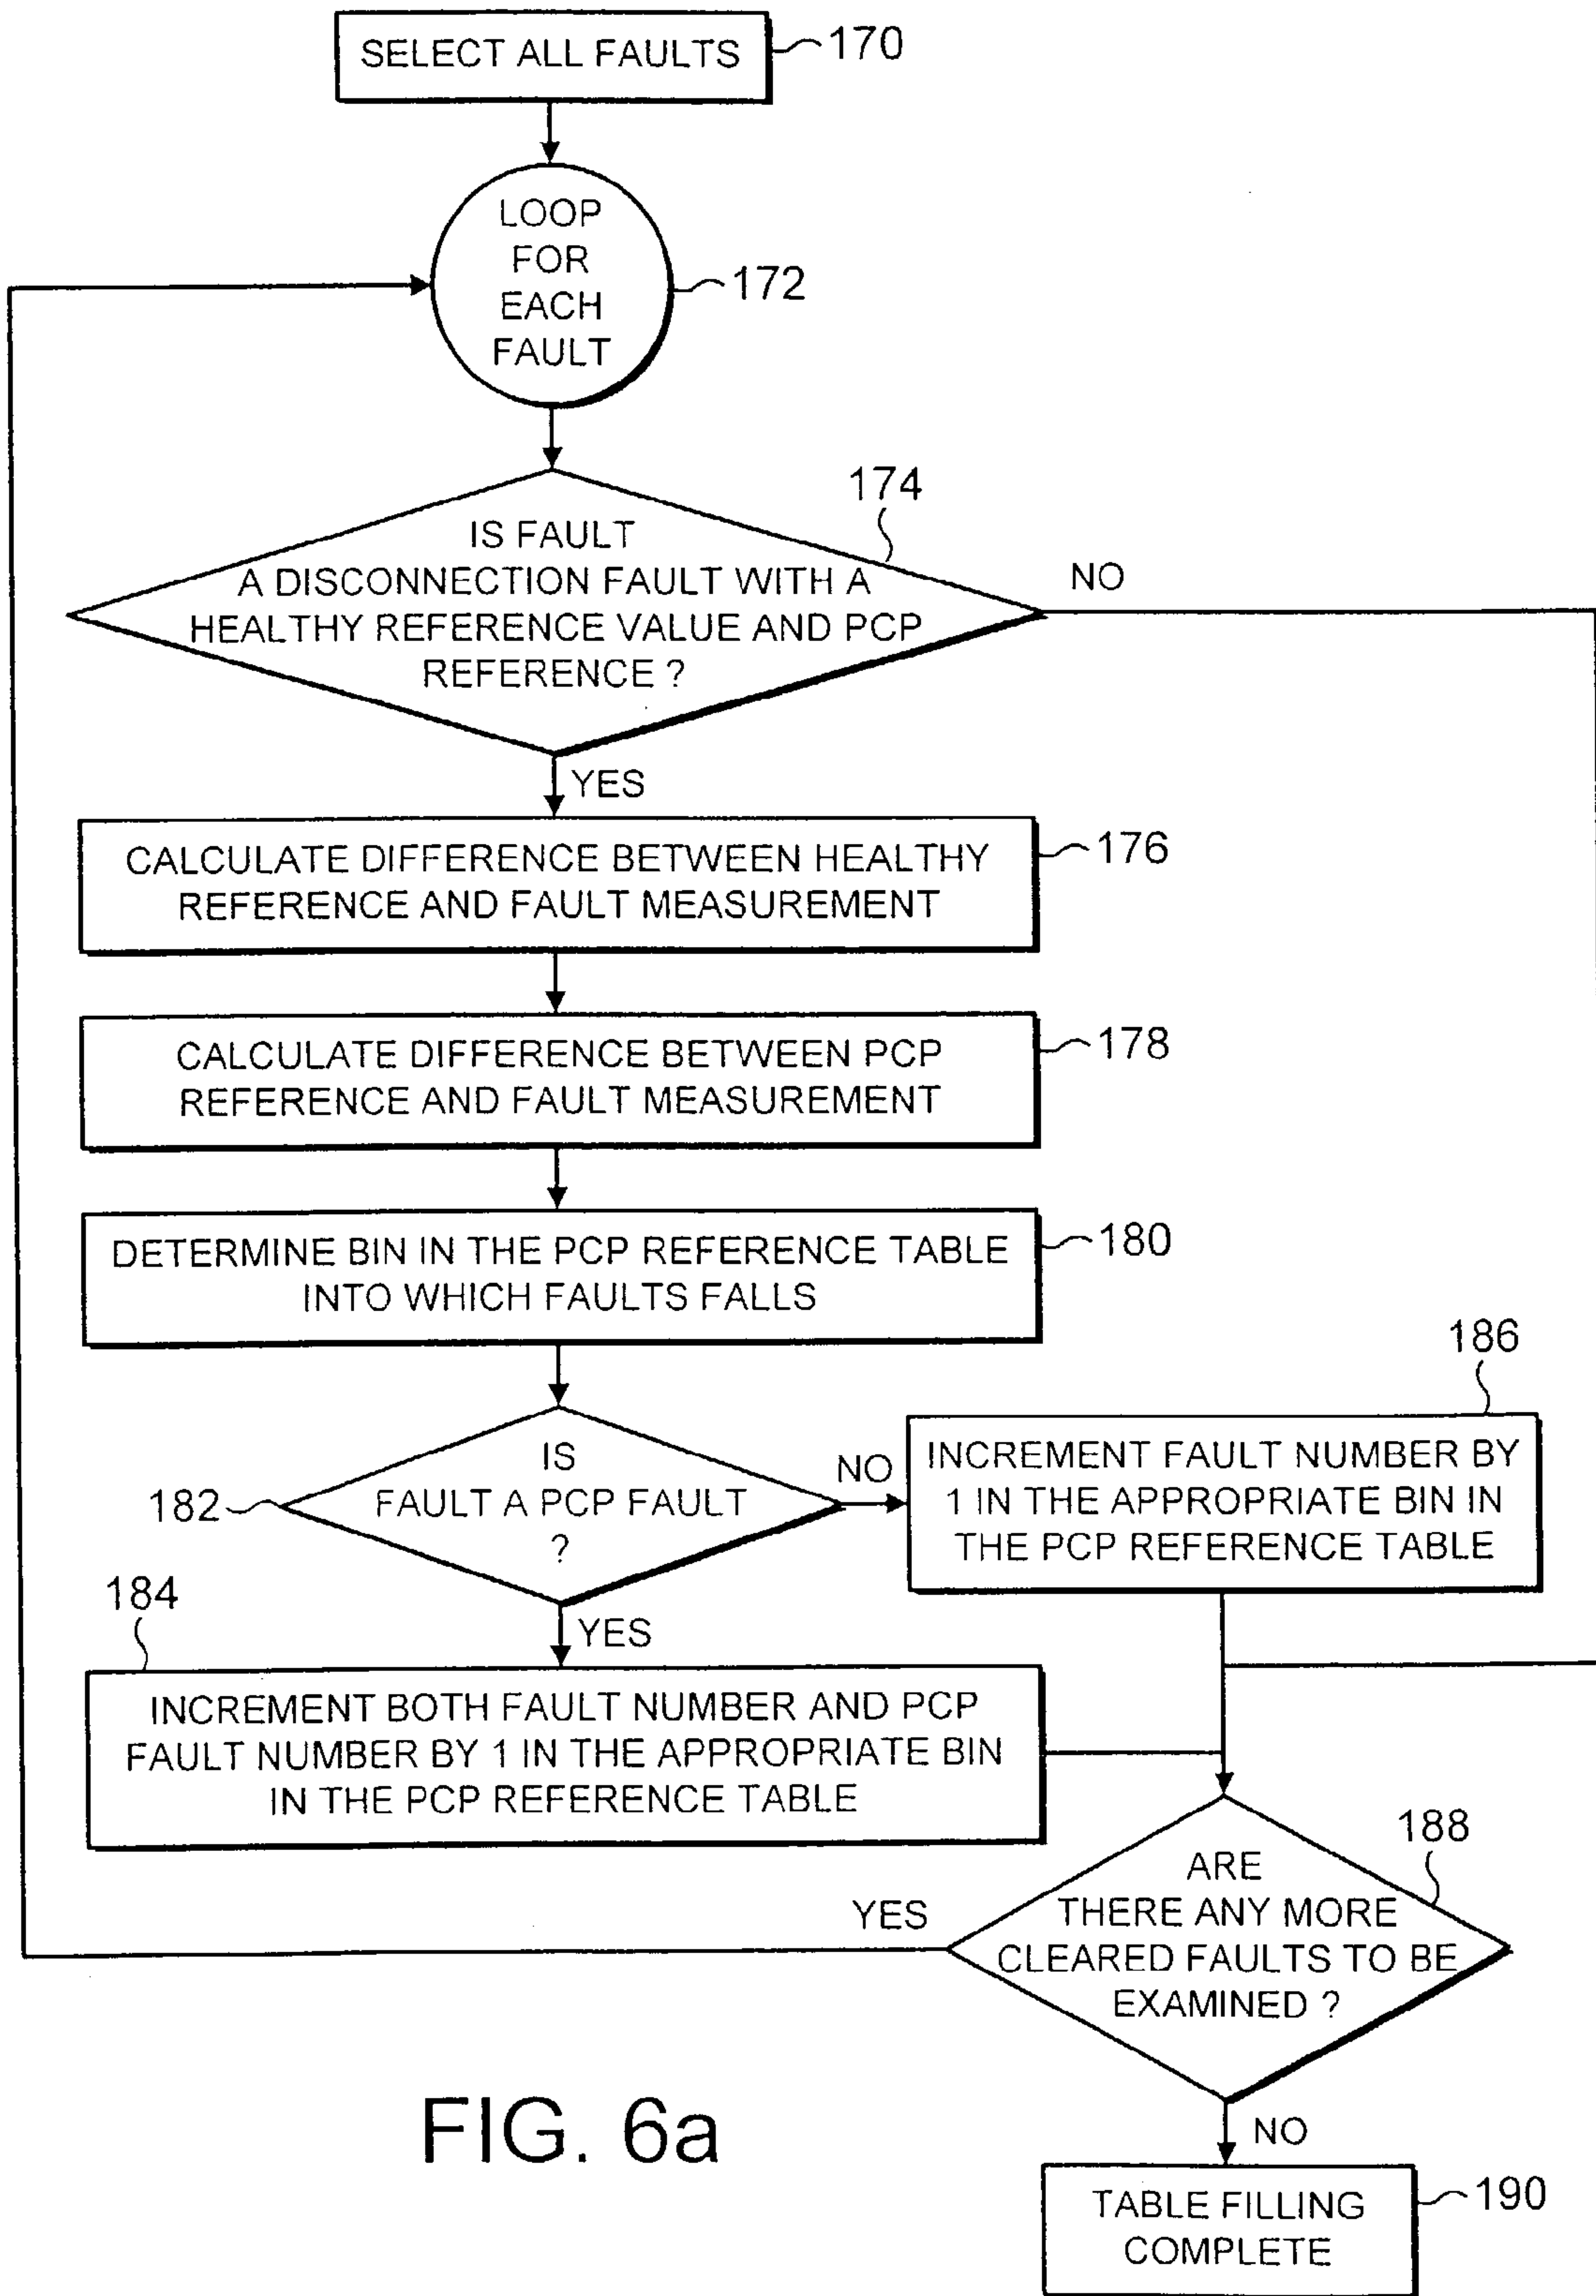 SELECT ALL FAULTS
170
LOOP
FOR
EACH
FAULT
172
174
IS FAULT
A DISCONNECTION FAULT WITH A
HEALTHY REFERENCE VALUE AND PCP
REFERENCE ?
NO
YES
CALCULATE DIFFERENCE BETWEEN HEALTHY
REFERENCE AND FAULT MEASUREMENT
176
CALCULATE DIFFERENCE BETWEEN PCP
REFERENCE AND FAULT MEASUREMENT
178
DETERMINE BIN IN THE PCP REFERENCE TABLE
INTO WHICH FAULTS FALLS
180
IS
FAULT A PCP FAULT
?
182
NO
186
INCREMENT FAULT NUMBER BY
1 IN THE APPROPRIATE BIN IN
THE PCP REFERENCE TABLE
YES
184
INCREMENT BOTH FAULT NUMBER AND PCP
FAULT NUMBER BY 1 IN THE APPROPRIATE BIN
IN THE PCP REFERENCE TABLE
188
ARE
THERE ANY MORE
CLEARED FAULTS TO BE
EXAMINED ?
YES
NO
TABLE FILLING
COMPLETE
190
FIG. 6a